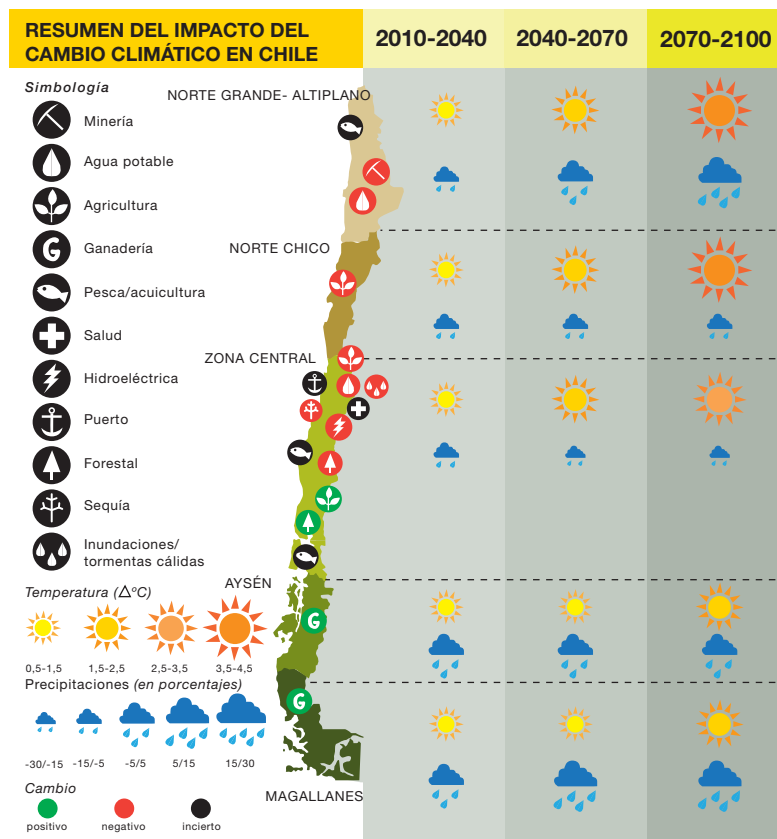 RESUMEN DEL IMPACTO DEL
CAMBIO CLIMÁTICO EN CHILE
2010-2040
2040-2070
2070-2100
Simbología
Minería
Agua potable
Agricultura
Ganadería
Pesca/acuicultura
Salud
Hidroeléctrica
Puerto
Forestal
Sequía
Inundaciones/
tormentas cálidas
NORTE GRANDE- ALTIPLANO
NORTE CHICO
ZONA CENTRAL
AYSÉN
MAGALLANES
Temperatura (△ºC)
0,5-1,5 1,5-2,5 2,5-3,5 3,5-4,5
Precipitaciones (en porcentajes)
-30/-15 -15/-5 -5/5 5/15 15/30
Cambio
positivo negativo incierto
G
G
G